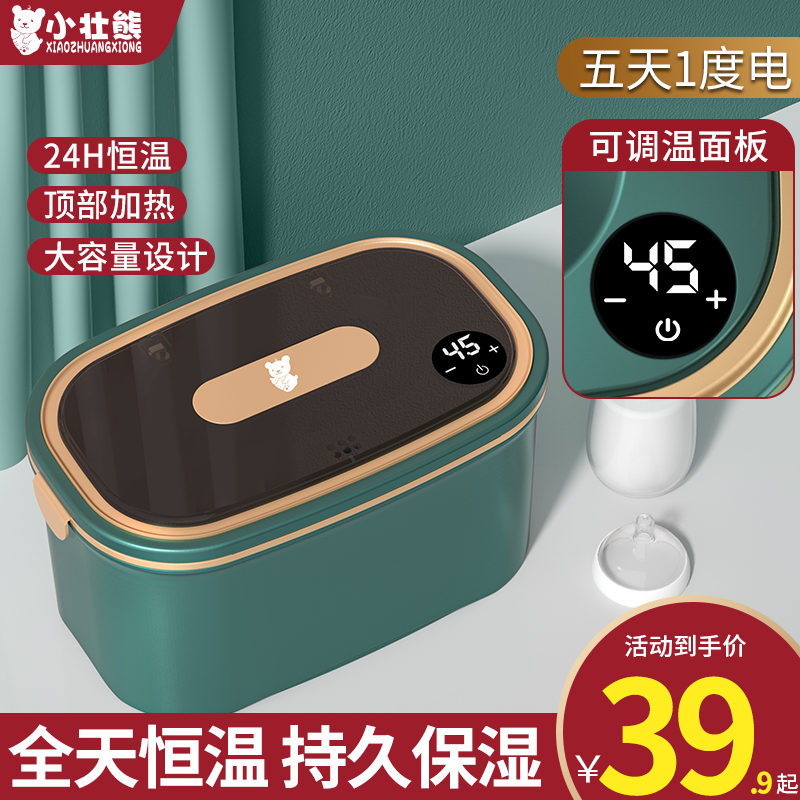 小壮熊
XIAOZHUANGXIONG
五天1度电
24H恒温
顶部加热
大容量设计
可调温面板
45
− +
45
− +
活动到手价
¥39.9起
全天恒温 持久保湿